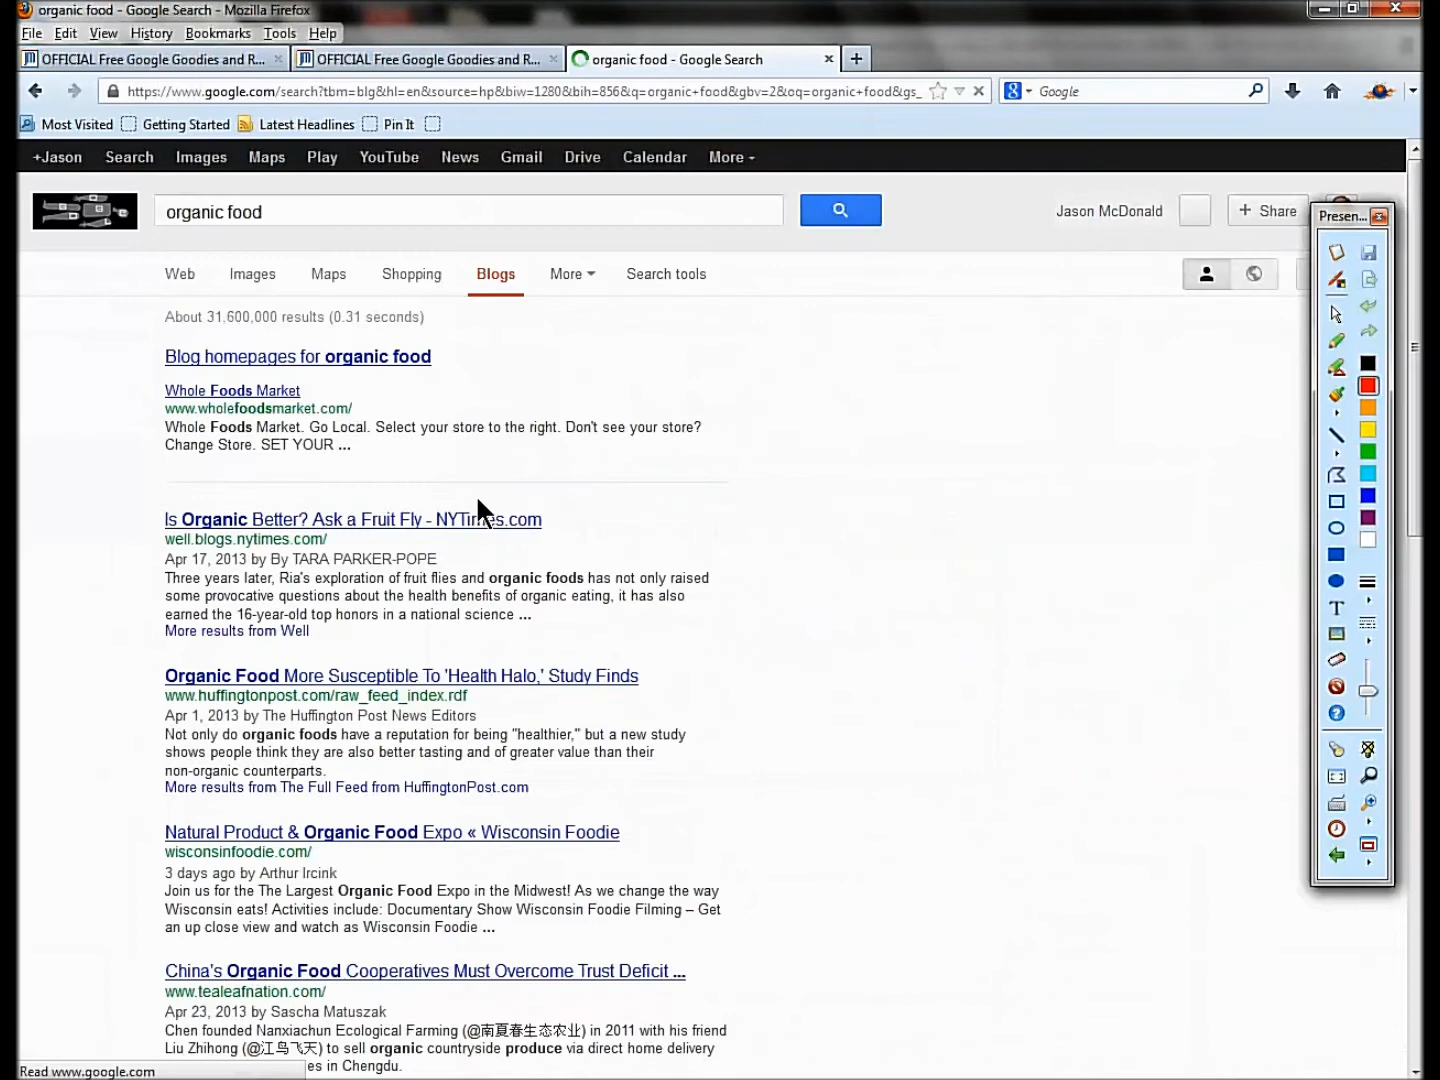 organic food - Google Search - Mozilla Firefox
File Edit View History Bookmarks Tools Help
OFFICIAL Free Google Goodies and R... OFFICIAL Free Google Goodies and R... organic food - Google Search
https://www.google.com/search?tbm=blg&hl=en&source=hp&biw=1280&bih=856&q=organic+food&gbv=2&oq=organic+food&gs_ Google
Most Visited Getting Started Latest Headlines Pin It
+Jason Search Images Maps Play YouTube News Gmail Drive Calendar More
organic food Jason McDonald + Share
Presen...
Web Images Maps Shopping Blogs More Search tools
About 31,600,000 results (0.31 seconds)
Blog homepages for organic food
Whole Foods Market
www.wholefoodsmarket.com/
Whole Foods Market. Go Local. Select your store to the right. Don't see your store?
Change Store. SET YOUR ...
Is Organic Better? Ask a Fruit Fly - NYTimes.com
well.blogs.nytimes.com/
Apr 17, 2013 by By TARA PARKER-POPE
Three years later, Ria's exploration of fruit flies and organic foods has not only raised
some provocative questions about the health benefits of organic eating, it has also
earned the 16-year-old top honors in a national science ...
More results from Well
Organic Food More Susceptible To 'Health Halo,' Study Finds
www.huffingtonpost.com/raw_feed_index.rdf
Apr 1, 2013 by The Huffington Post News Editors
Not only do organic foods have a reputation for being "healthier," but a new study
shows people think they are also better tasting and of greater value than their
non-organic counterparts.
More results from The Full Feed from HuffingtonPost.com
Natural Product & Organic Food Expo « Wisconsin Foodie
wisconsinfoodie.com/
3 days ago by Arthur Ircink
Join us for the The Largest Organic Food Expo in the Midwest! As we change the way
Wisconsin eats! Activities include: Documentary Show Wisconsin Foodie Filming – Get
an up close view and watch as Wisconsin Foodie ...
China's Organic Food Cooperatives Must Overcome Trust Deficit ...
www.tealeafnation.com/
Apr 23, 2013 by Sascha Matuszak
Chen founded Nanxiachun Ecological Farming (@南夏春生态农业) in 2011 with his friend
Liu Zhihong (@江鸟飞天) to sell organic countryside produce via direct home delivery
es in Chengdu.
Read www.google.com